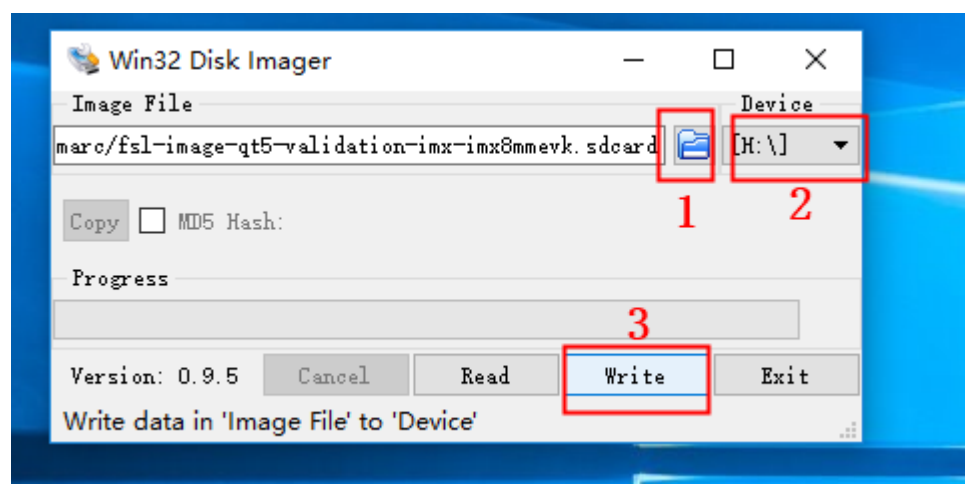 Win32 Disk Imager
Image File
Device
marc/fsl-image-qt5-validation-imx-imx8mmevk.sdcard
[H:\]
1
2
Copy
MD5 Hash:
Progress
3
Version: 0.9.5
Cancel
Read
Write
Exit
Write data in 'Image File' to 'Device'